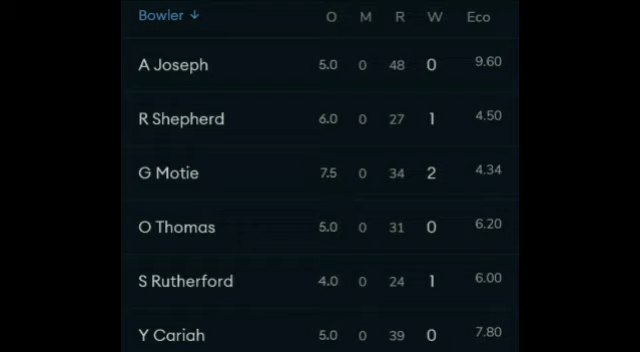 Bowler ↓ O M R W Eco
A Joseph 5.0 0 48 0 9.60
R Shepherd 6.0 0 27 1 4.50
G Motie 7.5 0 34 2 4.34
O Thomas 5.0 0 31 0 6.20
S Rutherford 4.0 0 24 1 6.00
Y Cariah 5.0 0 39 0 7.80